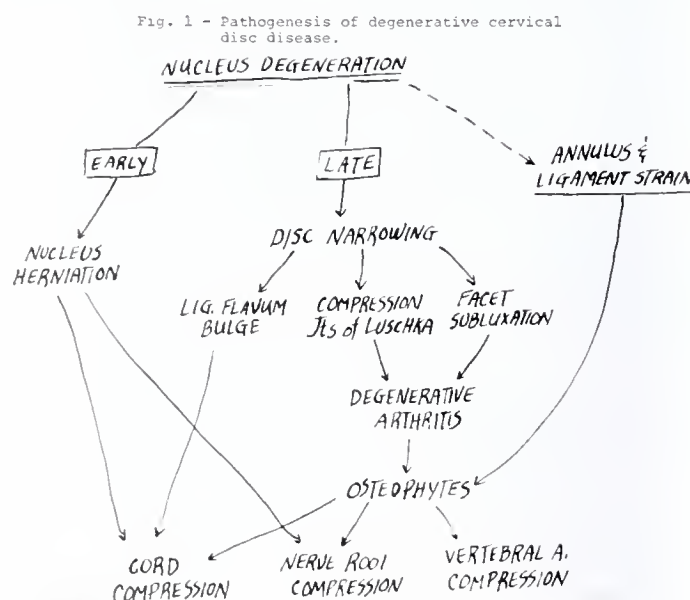 Fig. 1 - Pathogenesis of degenerative cervical
disc disease.
NUCLEUS DEGENERATION
EARLY
LATE
ANNULUS &
LIGAMENT STRAIN
NUCLEUS
HERNIATION
DISC NARROWING
LIG. FLAVUM
BULGE
COMPRESSION
Jts of LUSCHKA
FACET
SUBLUXATION
DEGENERATIVE
ARTHRITIS
OSTEOPHYTES
CORD
COMPRESSION
NERVE ROOT
COMPRESSION
VERTEBRAL A.
COMPRESSION